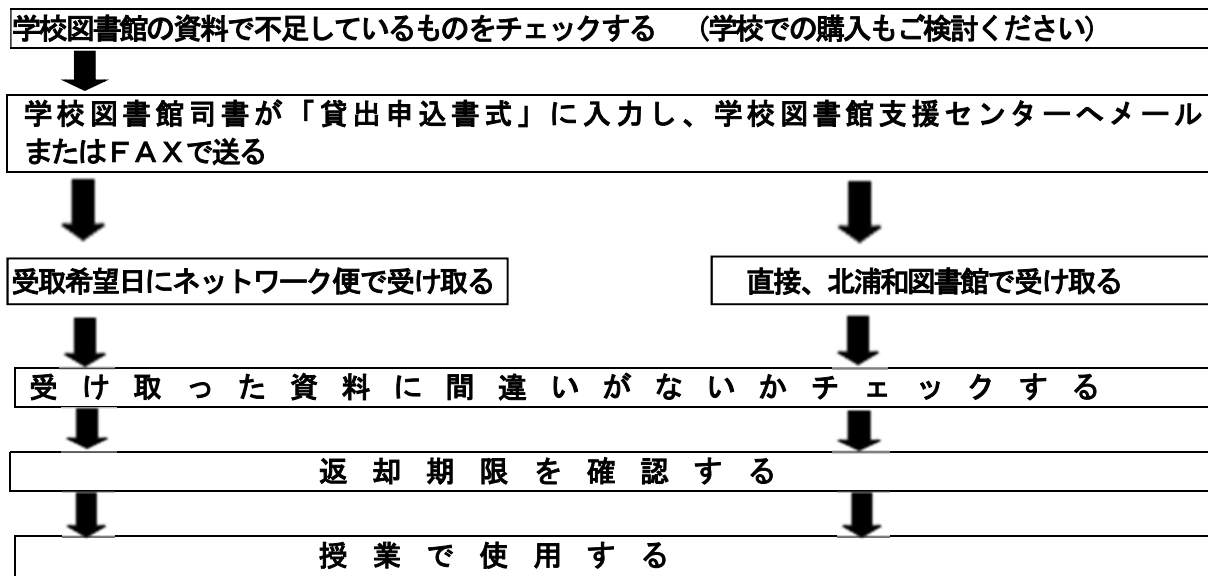 学校図書館の資料で不足しているものをチェックする （学校での購入もご検討ください）
学校図書館司書が「貸出申込書式」に入力し、学校図書館支援センターへメール
またはＦＡＸで送る
受取希望日にネットワーク便で受け取る
直接、北浦和図書館で受け取る
受け取った資料に間違いがないかチェックする
返却期限を確認する
授業で使用する